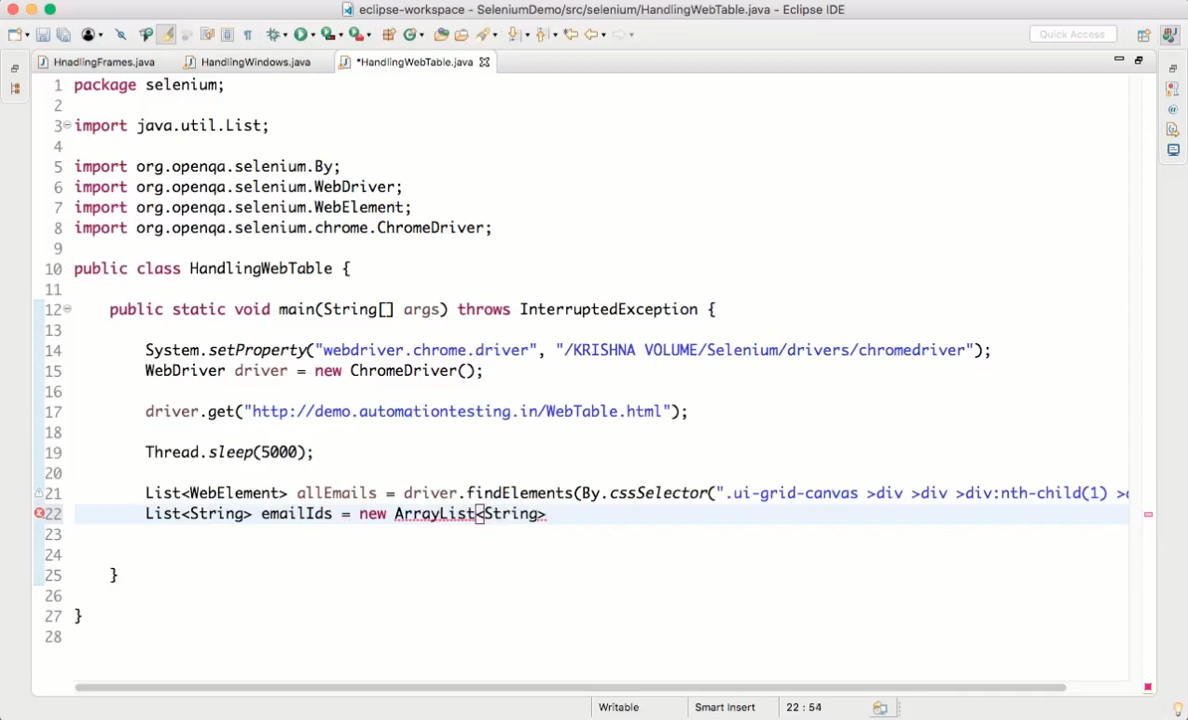 eclipse-workspace - SeleniumDemo/src/selenium/HandlingWebTable.java - Eclipse IDE
Quick Access
HnadlingFrames.java HandlingWindows.java *HandlingWebTable.java
1 package selenium;
2
3 import java.util.List;
4
5 import org.openqa.selenium.By;
6 import org.openqa.selenium.WebDriver;
7 import org.openqa.selenium.WebElement;
8 import org.openqa.selenium.chrome.ChromeDriver;
9
10 public class HandlingWebTable {
11
12 public static void main(String[] args) throws InterruptedException {
13
14 System.setProperty("webdriver.chrome.driver", "/KRISHNA VOLUME/Selenium/drivers/chromedriver");
15 WebDriver driver = new ChromeDriver();
16
17 driver.get("http://demo.automationtesting.in/WebTable.html");
18
19 Thread.sleep(5000);
20
21 List<WebElement> allEmails = driver.findElements(By.cssSelector(".ui-grid-canvas >div >div >div:nth-child(1) >
22 List<String> emailIds = new ArrayList<String>
23
24
25 }
26
27 }
28
Writable Smart Insert 22 : 54